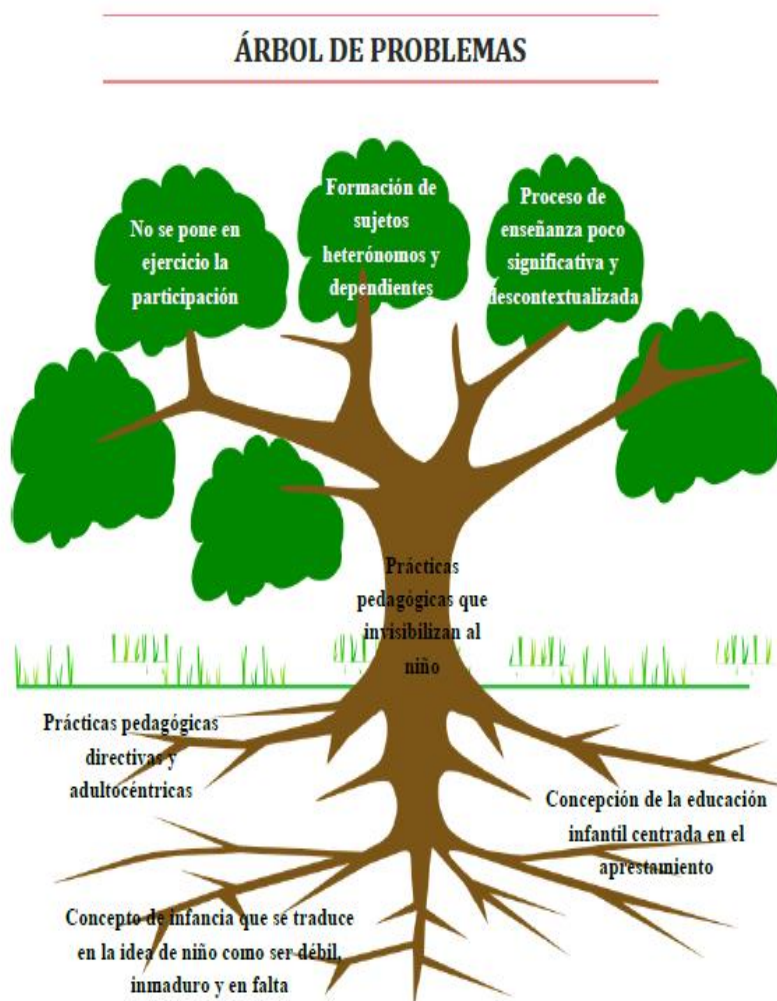 ÁRBOL DE PROBLEMAS
No se pone en
ejercicio la
participación
Formación de
sujetos
heterónomos y
dependientes
Proceso de
enseñanza poco
significativa y
descontextualizada
Prácticas
pedagógicas que
invisibilizan al
niño
Prácticas pedagógicas
directivas y
adultocéntricas
Concepción de la educación
infantil centrada en el
aprestamiento
Concepto de infancia que se traduce
en la idea de niño como ser débil,
inmaduro y en falta